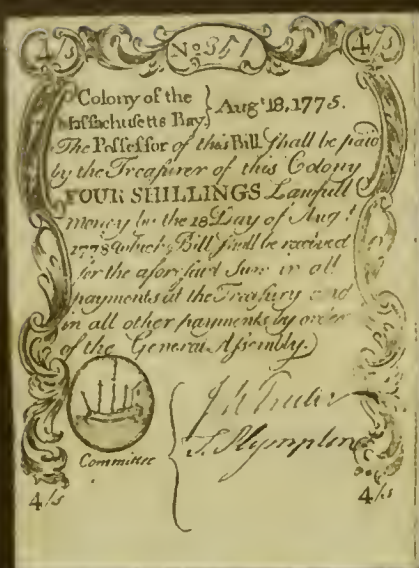 4/s No 851 4/s
Colony of the
Massachusetts Bay } Augt 18, 1775.
The Possessor of this Bill shall be paid
by the Treasurer of this Colony
FOUR SHILLINGS Lawfull
money by the 18 Day of Augt
1778 which Bill shall be received
for the aforesaid Sum in all
payments at the Treasury and
in all other payments by order
of the General Assembly.
Committee
4/s 4/s